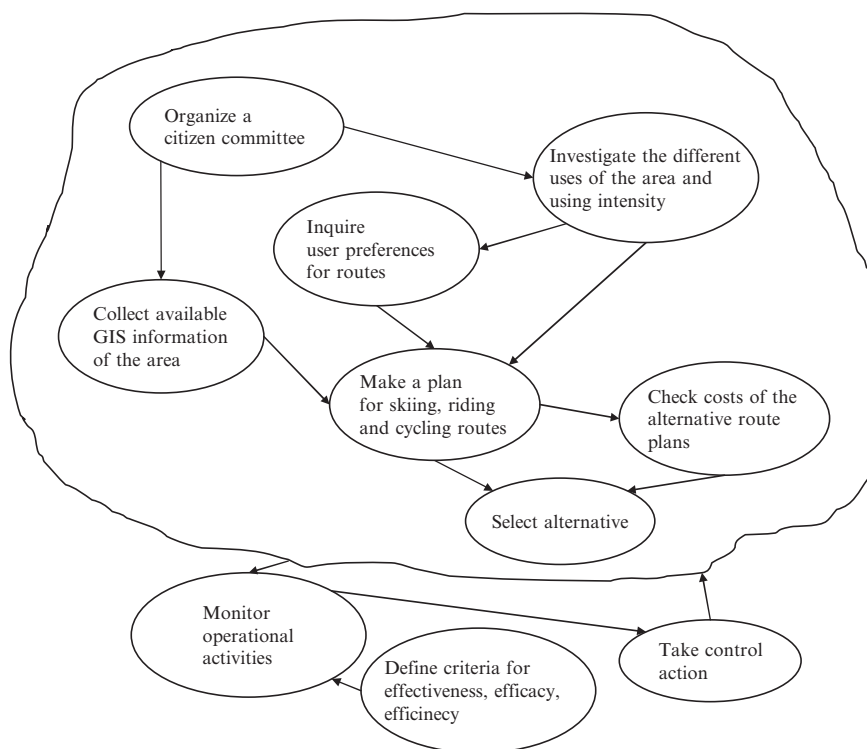 Organize a
citizen committee
Investigate the different
uses of the area and
using intensity
Inquire
user preferences
for routes
Collect available
GIS information
of the area
Make a plan
for skiing, riding
and cycling routes
Check costs of the
alternative route
plans
Select alternative
Monitor
operational
activities
Define criteria for
effectiveness, efficacy,
efficinecy
Take control
action